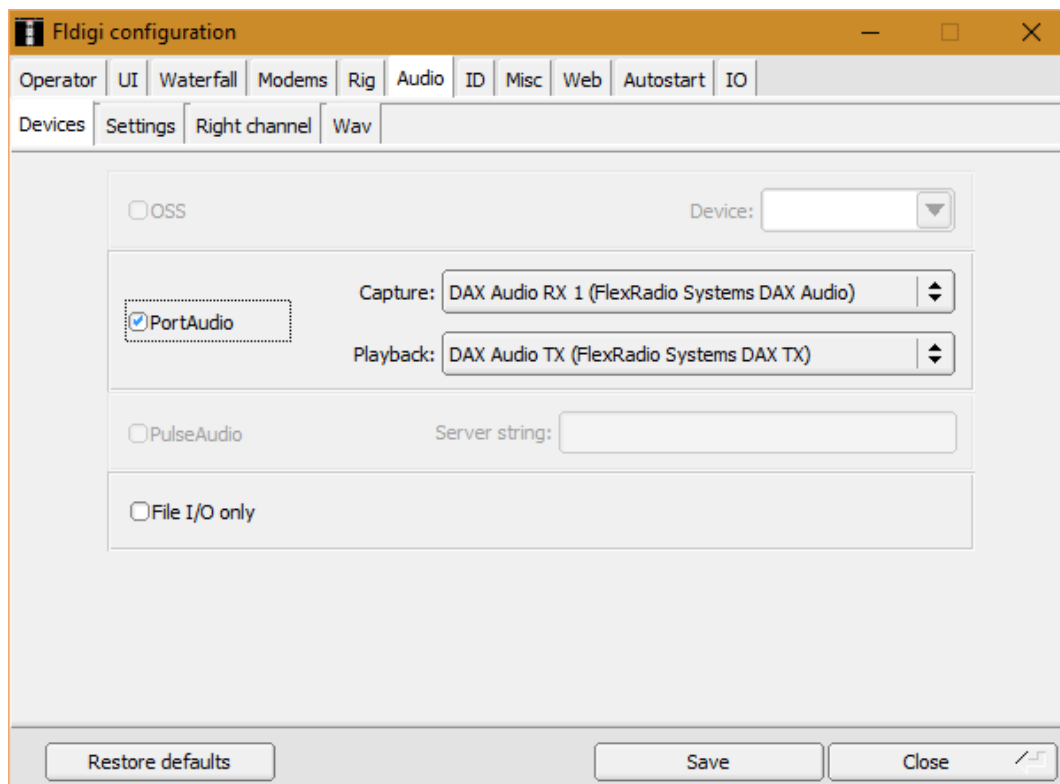 Fldigi configuration
Operator UI Waterfall Modems Rig Audio ID Misc Web Autostart IO
Devices Settings Right channel Wav
OSS Device:
PortAudio
Capture: DAX Audio RX 1 (FlexRadio Systems DAX Audio)
Playback: DAX Audio TX (FlexRadio Systems DAX TX)
PulseAudio Server string:
File I/O only
Restore defaults Save Close